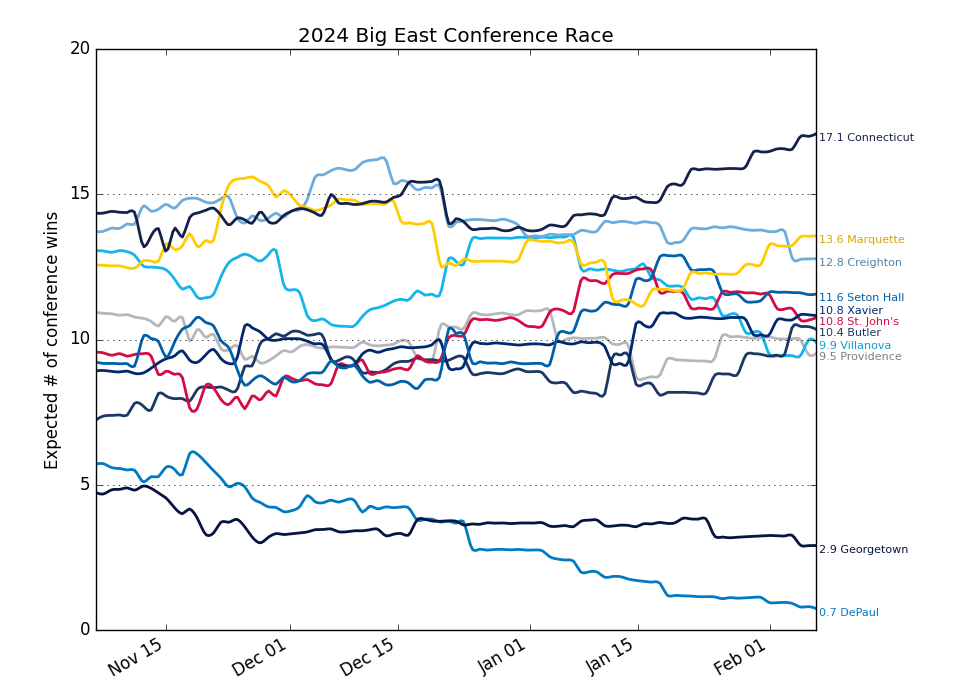 2024 Big East Conference Race
Expected # of conference wins
20
15
10
5
0
Nov 15
Dec 01
Dec 15
Jan 01
Jan 15
Feb 01
17.1 Connecticut
13.6 Marquette
12.8 Creighton
11.6 Seton Hall
10.8 Xavier
10.8 St. John's
10.4 Butler
9.9 Villanova
9.5 Providence
2.9 Georgetown
0.7 DePaul